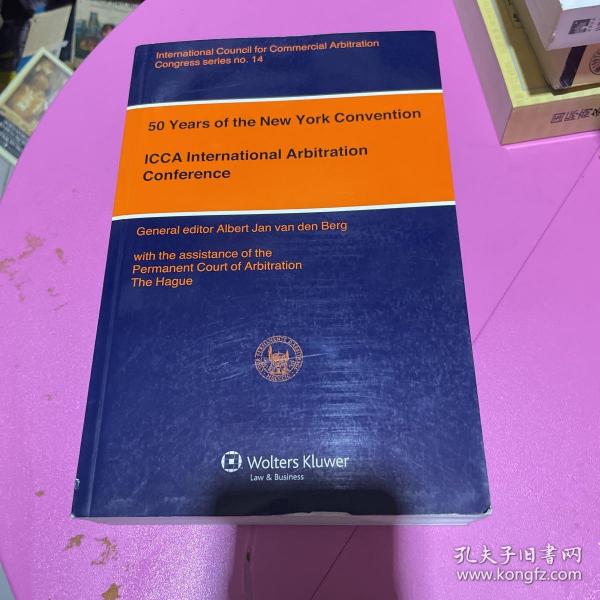 International Council for Commercial Arbitration
Congress series no. 14
50 Years of the New York Convention
ICCA International Arbitration
Conference
General editor Albert Jan van den Berg
with the assistance of the
Permanent Court of Arbitration
The Hague
Wolters Kluwer
Law & Business
孔夫子旧书网
www.kongfz.com